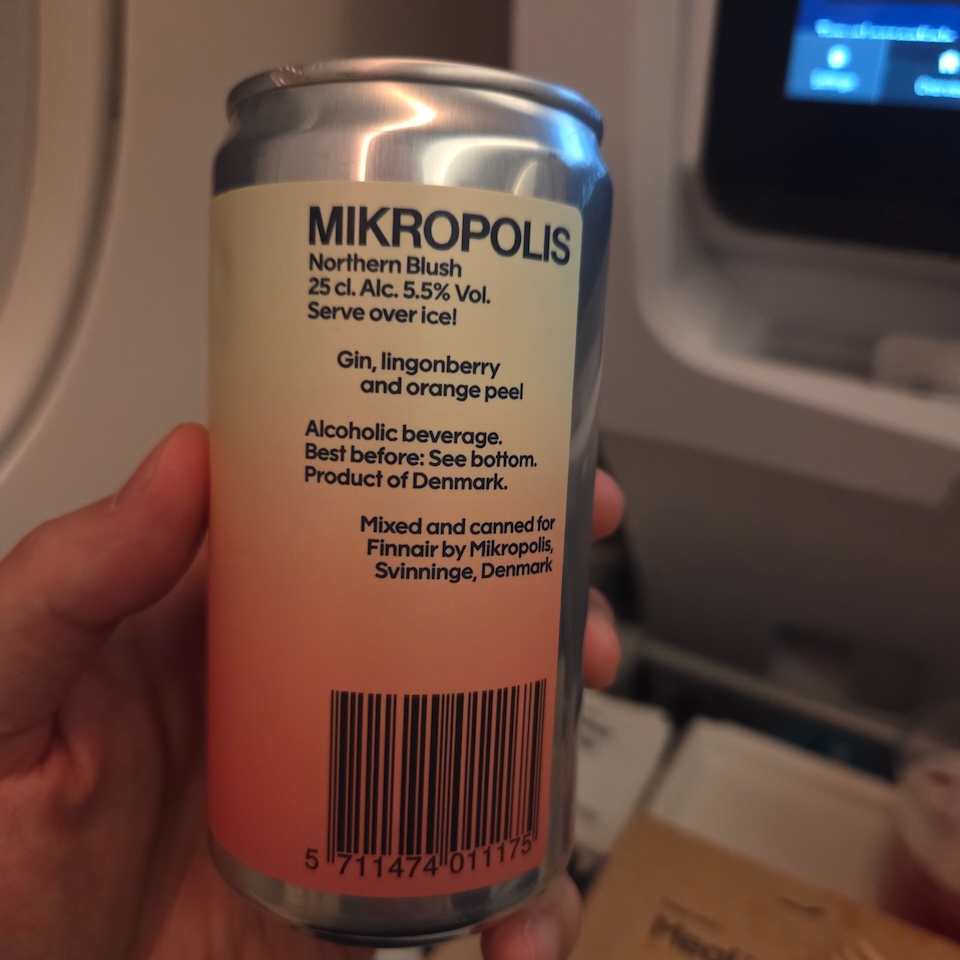 MIKROPOLIS
Northern Blush
25 cl. Alc. 5.5% Vol.
Serve over ice!
Gin, lingonberry
and orange peel
Alcoholic beverage.
Best before: See bottom.
Product of Denmark.
Mixed and canned for
Finnair by Mikropolis,
Svinninge, Denmark
5 711474 011175